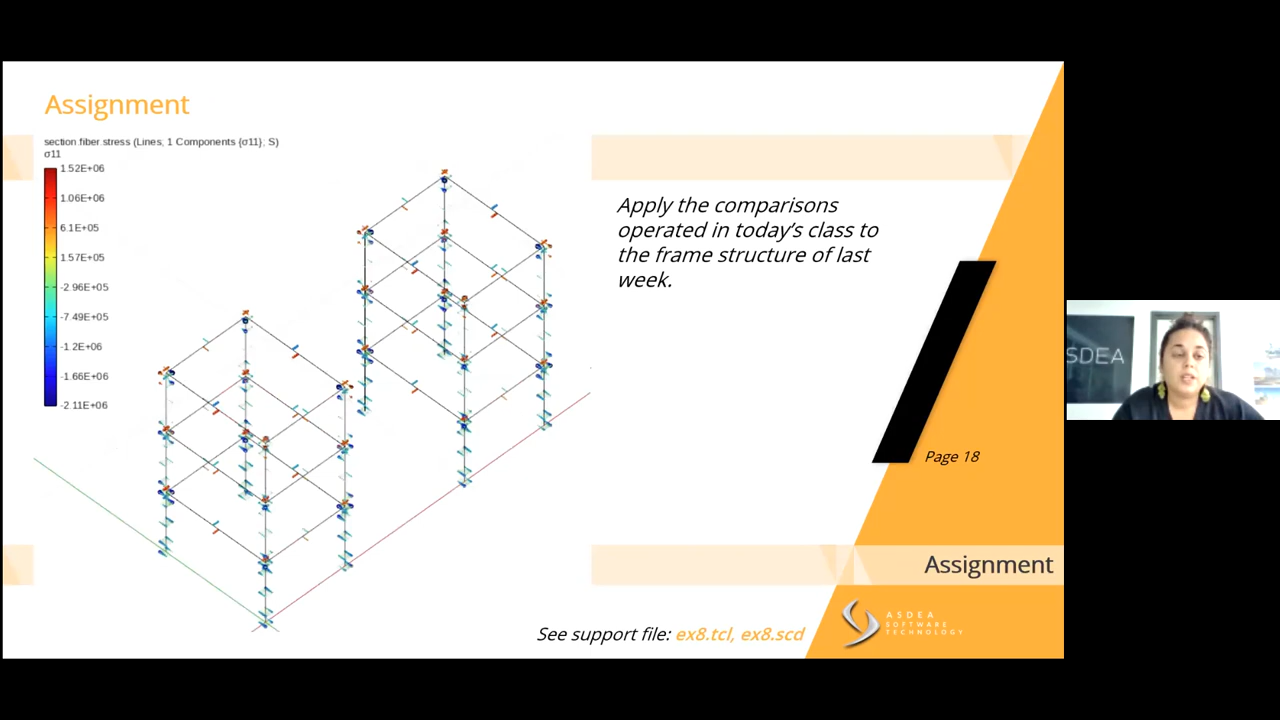 Assignment
section.fiber.stress (Lines, 1 Components {σ11}; S)
σ11
1.52E+06
1.06E+06
6.1E+05
1.57E+05
-2.96E+05
-7.49E+05
-1.2E+06
-1.66E+06
-2.11E+06
Apply the comparisons
operated in today's class to
the frame structure of last
week.
Page 18
Assignment
See support file: ex8.tcl, ex8.scd
ASDEA
SOFTWARE
TECHNOLOGY
SDEA